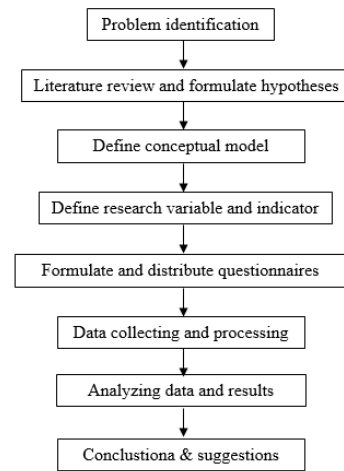 Problem identification
Literature review and formulate hypotheses
Define conceptual model
Define research variable and indicator
Formulate and distribute questionnaires
Data collecting and processing
Analyzing data and results
Conclustiona & suggestions